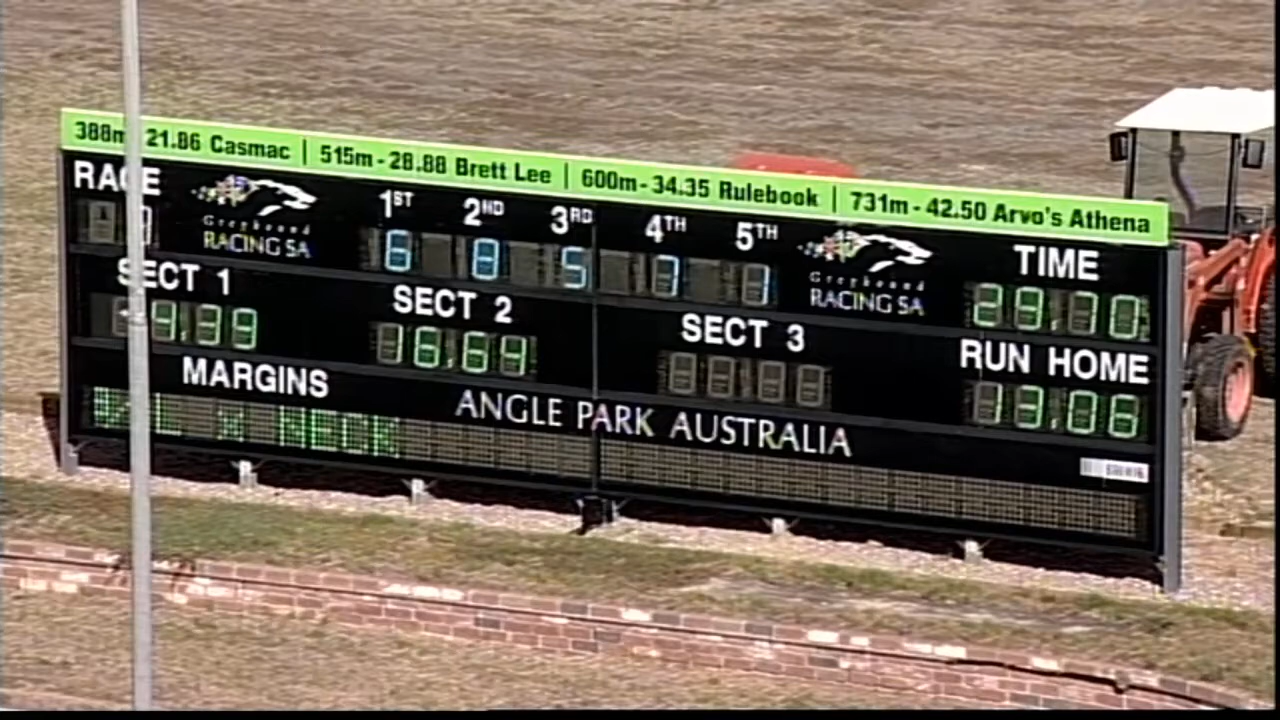 388m 21.86 Casmac | 515m - 28.88 Brett Lee | 600m - 34.35 Rulebook | 731m - 42.50 Arvo's Athena
RACE
Greyhound
RACING SA
1ST 2ND 3RD 4TH 5TH
6 8 5 7 1
Greyhound
RACING SA
TIME
29.70
SECT 1
4.39
SECT 2
16.64
SECT 3
RUN HOME
13.06
MARGINS
NECK
ANGLE PARK AUSTRALIA